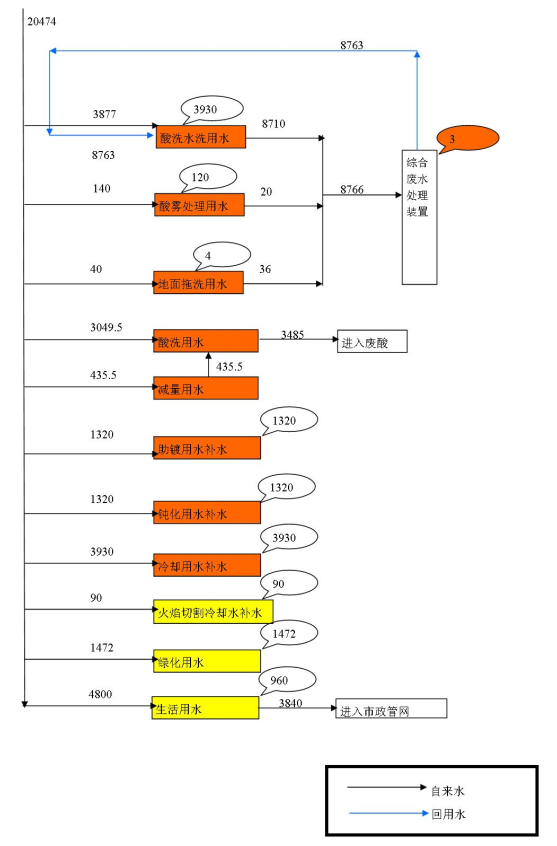 20474
8763
3877
3930
酸洗水洗用水
8710
3
综合
废水
处理
装置
8763
140
120
酸雾处理用水
20
8766
40
4
地面拖洗用水
36
3049.5
酸洗用水
3485
进入废酸
435.5
435.5
减量用水
1320
1320
助镀用水补水
1320
1320
钝化用水补水
3930
3930
冷却用水补水
90
90
火焰切割冷却水补水
1472
1472
绿化用水
4800
960
生活用水
3840
进入市政管网
自来水
回用水